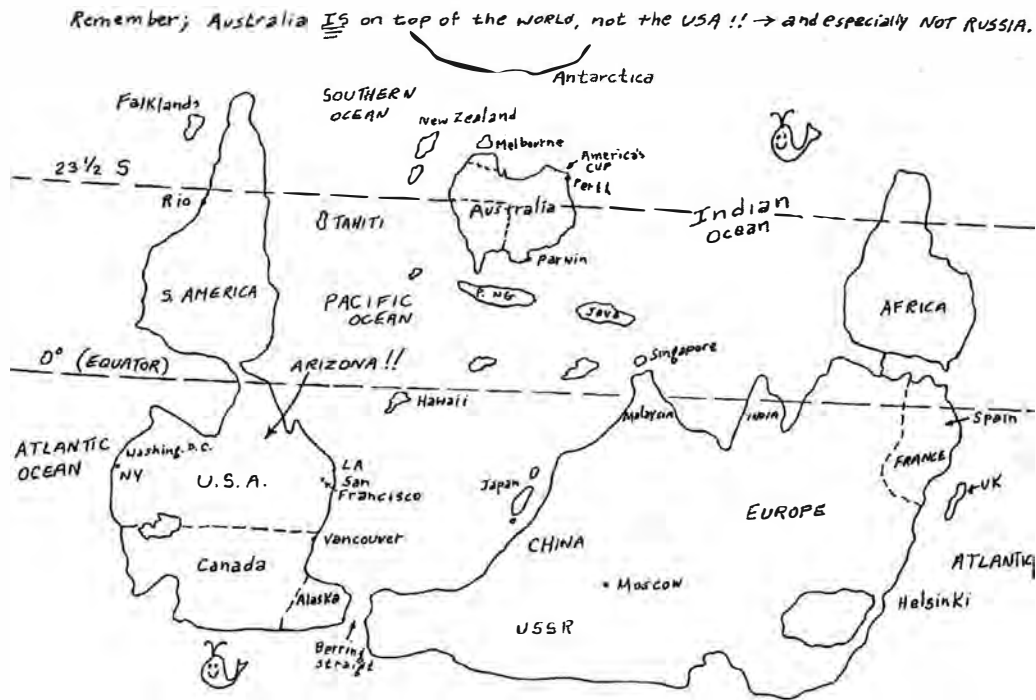 Remember; Australia IS on top of the WORLD, not the USA !! → and especially NOT RUSSIA.
Antarctica
Falklands
SOUTHERN
OCEAN
New Zealand
Melbourne
America's
CUP
Perth
23 1/2 S
Rio
TAHITI
Australia
Indian
Ocean
Darwin
S. AMERICA
PACIFIC
OCEAN
P. NG
JAVA
AFRICA
0° (EQUATOR)
ARIZONA !!
Singapore
Hawaii
Malaysia
INDIA
Spain
ATLANTIC
OCEAN
Washing. D.C.
NY
U.S.A.
LA
San
Francisco
Japan
FRANCE
UK
EUROPE
Vancouver
CHINA
Canada
Alaska
Moscow
ATLANTIC
Helsinki
USSR
Berring
straight